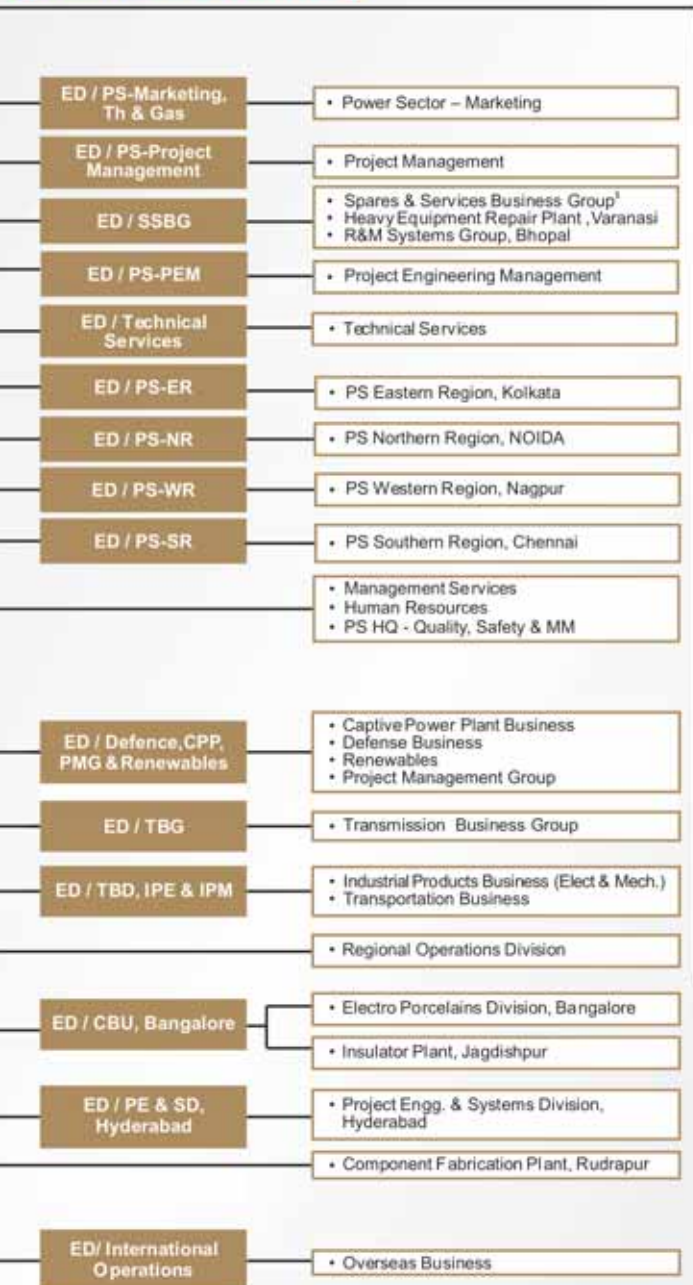 ED / PS-Marketing,
Th & Gas
• Power Sector – Marketing
ED / PS-Project
Management
• Project Management
ED / SSBG
• Spares & Services Business Group¹
• Heavy Equipment Repair Plant , Varanasi
• R&M Systems Group, Bhopal
ED / PS-PEM
• Project Engineering Management
ED / Technical
Services
• Technical Services
ED / PS-ER
• PS Eastern Region, Kolkata
ED / PS-NR
• PS Northern Region, NOIDA
ED / PS-WR
• PS Western Region, Nagpur
ED / PS-SR
• PS Southern Region, Chennai
• Management Services
• Human Resources
• PS HQ - Quality, Safety & MM
ED / Defence,CPP,
PMG & Renewables
• Captive Power Plant Business
• Defense Business
• Renewables
• Project Management Group
ED / TBG
• Transmission Business Group
ED / TBD, IPE & IPM
• Industrial Products Business (Elect & Mech.)
• Transportation Business
• Regional Operations Division
ED / CBU, Bangalore
• Electro Porcelains Division, Bangalore
• Insulator Plant, Jagdishpur
ED / PE & SD,
Hyderabad
• Project Engg. & Systems Division,
Hyderabad
• Component Fabrication Plant, Rudrapur
ED/ International
Operations
• Overseas Business